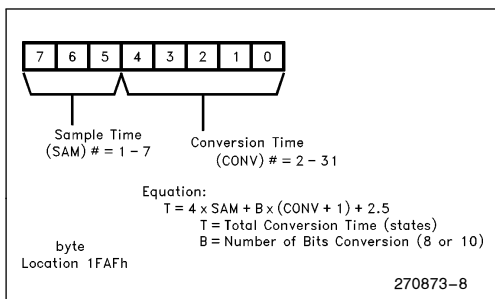 7 6 5 4 3 2 1 0
Sample Time
(SAM) # = 1 – 7
Conversion Time
(CONV) # = 2 – 31
Equation:
T = 4 x SAM + B x (CONV + 1) + 2.5
T = Total Conversion Time (states)
B = Number of Bits Conversion (8 or 10)
byte
Location 1FAFh
270873–8